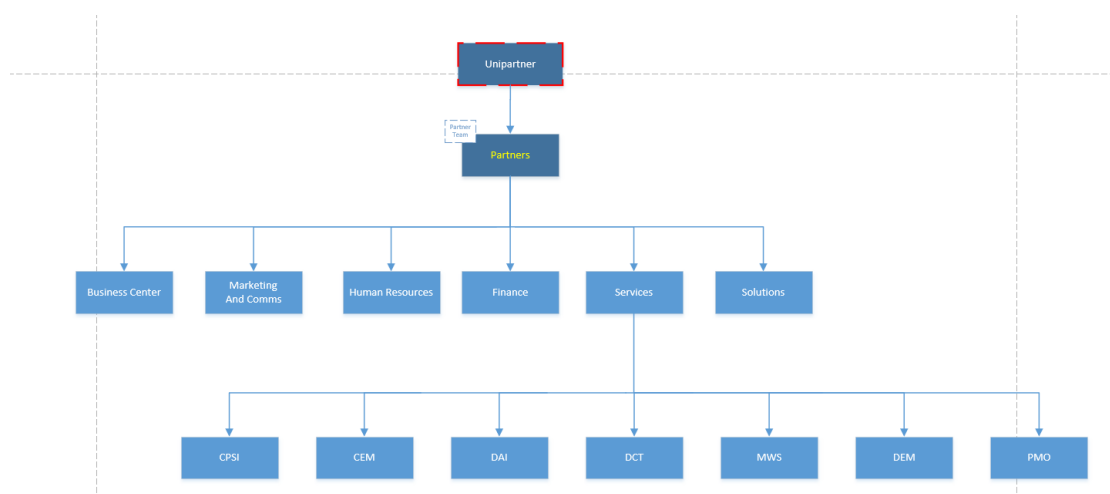 Unipartner
Partner
Team
Partners
Business Center
Marketing
And Comms
Human Resources
Finance
Services
Solutions
CPSI
CEM
DAI
DCT
MWS
DEM
PMO